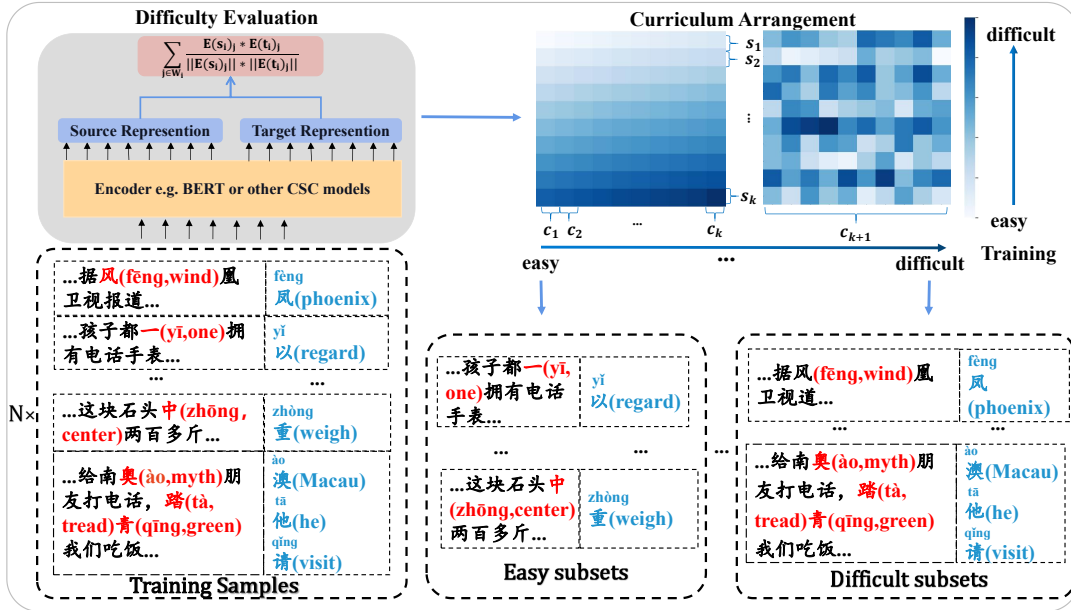 Difficulty Evaluation
∑_{j∈W_i} E(s_i)_j * E(t_i)_j / ||E(s_i)_j|| * ||E(t_i)_j||
Source Represention
Target Represention
Encoder e.g. BERT or other CSC models
N×
...据风(fēng,wind)凰
卫视报道...
fèng
凤(phoenix)
...孩子都一(yī,one)拥
有电话手表...
yǐ
以(regard)
...
...
...这块石头中(zhōng,
center)两百多斤...
zhòng
重(weigh)
...给南奥(ào,myth)朋
友打电话，踏(tà,
tread)青(qīng,green)
我们吃饭...
ào
澳(Macau)
tā
他(he)
qǐng
请(visit)
Training Samples
Curriculum Arrangement
s_1
s_2
⋮
s_k
c_1
c_2
...
c_k
c_{k+1}
difficult
easy
Training
easy
...
difficult
...孩子都一(yī,
one)拥有电话
手表...
yǐ
以(regard)
...
...
...这块石头中
(zhōng,center)
两百多斤...
zhòng
重(weigh)
Easy subsets
...
...据风(fēng,wind)凰
卫视道...
fèng
凤
(phoenix)
...
...
...给南奥(ào,myth)朋
友打电话，踏(tà,
tread)青(qīng,green)
我们吃饭...
ào
澳(Macau)
tā
他(he)
qǐng
请(visit)
Difficult subsets